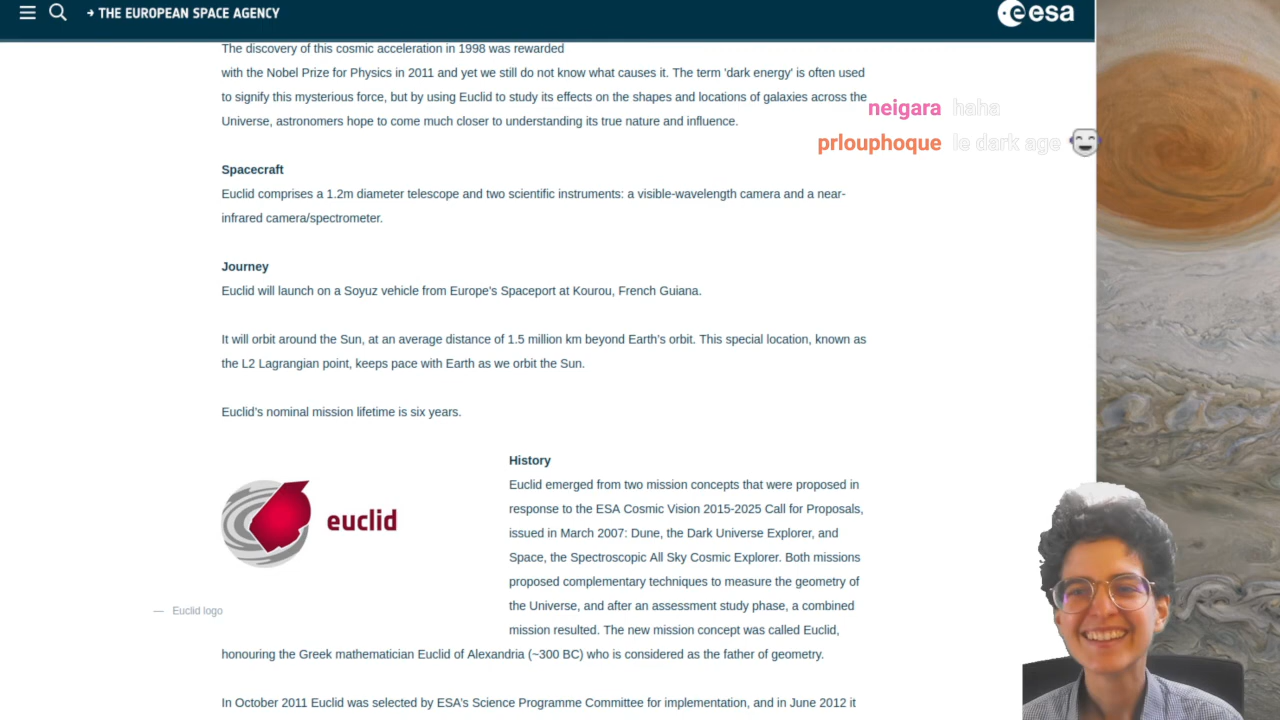 → THE EUROPEAN SPACE AGENCY
esa
The discovery of this cosmic acceleration in 1998 was rewarded
with the Nobel Prize for Physics in 2011 and yet we still do not know what causes it. The term 'dark energy' is often used
to signify this mysterious force, but by using Euclid to study its effects on the shapes and locations of galaxies across the
Universe, astronomers hope to come much closer to understanding its true nature and influence.
neigara haha
prlouphoque le dark age
Spacecraft
Euclid comprises a 1.2m diameter telescope and two scientific instruments: a visible-wavelength camera and a near-
infrared camera/spectrometer.
Journey
Euclid will launch on a Soyuz vehicle from Europe's Spaceport at Kourou, French Guiana.
It will orbit around the Sun, at an average distance of 1.5 million km beyond Earth's orbit. This special location, known as
the L2 Lagrangian point, keeps pace with Earth as we orbit the Sun.
Euclid's nominal mission lifetime is six years.
euclid
— Euclid logo
History
Euclid emerged from two mission concepts that were proposed in
response to the ESA Cosmic Vision 2015-2025 Call for Proposals,
issued in March 2007: Dune, the Dark Universe Explorer, and
Space, the Spectroscopic All Sky Cosmic Explorer. Both missions
proposed complementary techniques to measure the geometry of
the Universe, and after an assessment study phase, a combined
mission resulted. The new mission concept was called Euclid,
honouring the Greek mathematician Euclid of Alexandria (~300 BC) who is considered as the father of geometry.
In October 2011 Euclid was selected by ESA's Science Programme Committee for implementation, and in June 2012 it